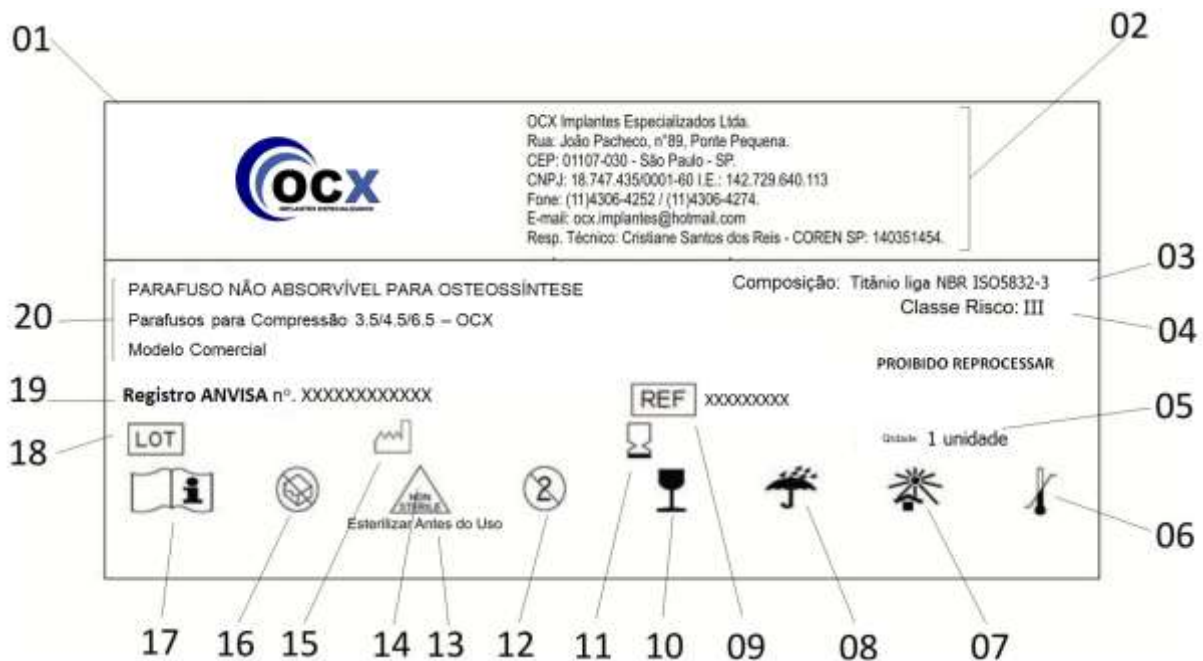 01
02
OCX
IMPLANTES ESPECIALIZADOS
OCX Implantes Especializados Ltda.
Rua: João Pacheco, n°89, Ponte Pequena.
CEP: 01107-030 - São Paulo - SP.
CNPJ: 18.747.435/0001-60 I.E.: 142.729.640.113
Fone: (11)4306-4252 / (11)4306-4274.
E-mail: ocx.implantes@hotmail.com
Resp. Técnico: Cristiane Santos dos Reis - COREN SP: 140351454.
03
Composição: Titânio liga NBR ISO5832-3
PARAFUSO NÃO ABSORVÍVEL PARA OSTEOSSÍNTESE
Classe Risco: III
04
20
Parafusos para Compressão 3.5/4.5/6.5 – OCX
Modelo Comercial
PROIBIDO REPROCESSAR
19
Registro ANVISA nº. XXXXXXXXXXXX
REF XXXXXXXXX
05
18
LOT
Qtdade 1 unidade
2
NON
STERILE
Esterilizar Antes do Uso
06
17 16 15 14 13 12 11 10 09 08 07